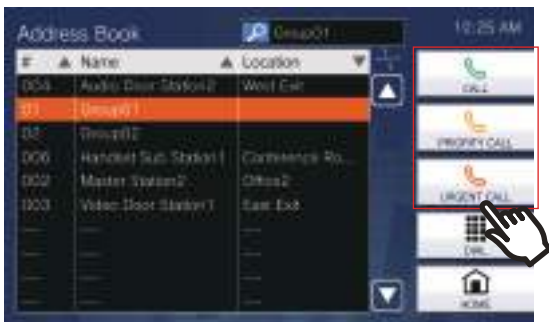 Address Book Group01 10:25 AM
# Name Location
004 Audio Door Station2 West Exit
01 Group01
02 Group02
006 Handset Sub Station1 Conference Ro...
002 Master Station2 Office2
003 Video Door Station1 East Exit
--- --- ---
--- --- ---
--- --- ---
--- --- ---
CALL
PRIORITY CALL
URGENT CALL
DIAL
HOME